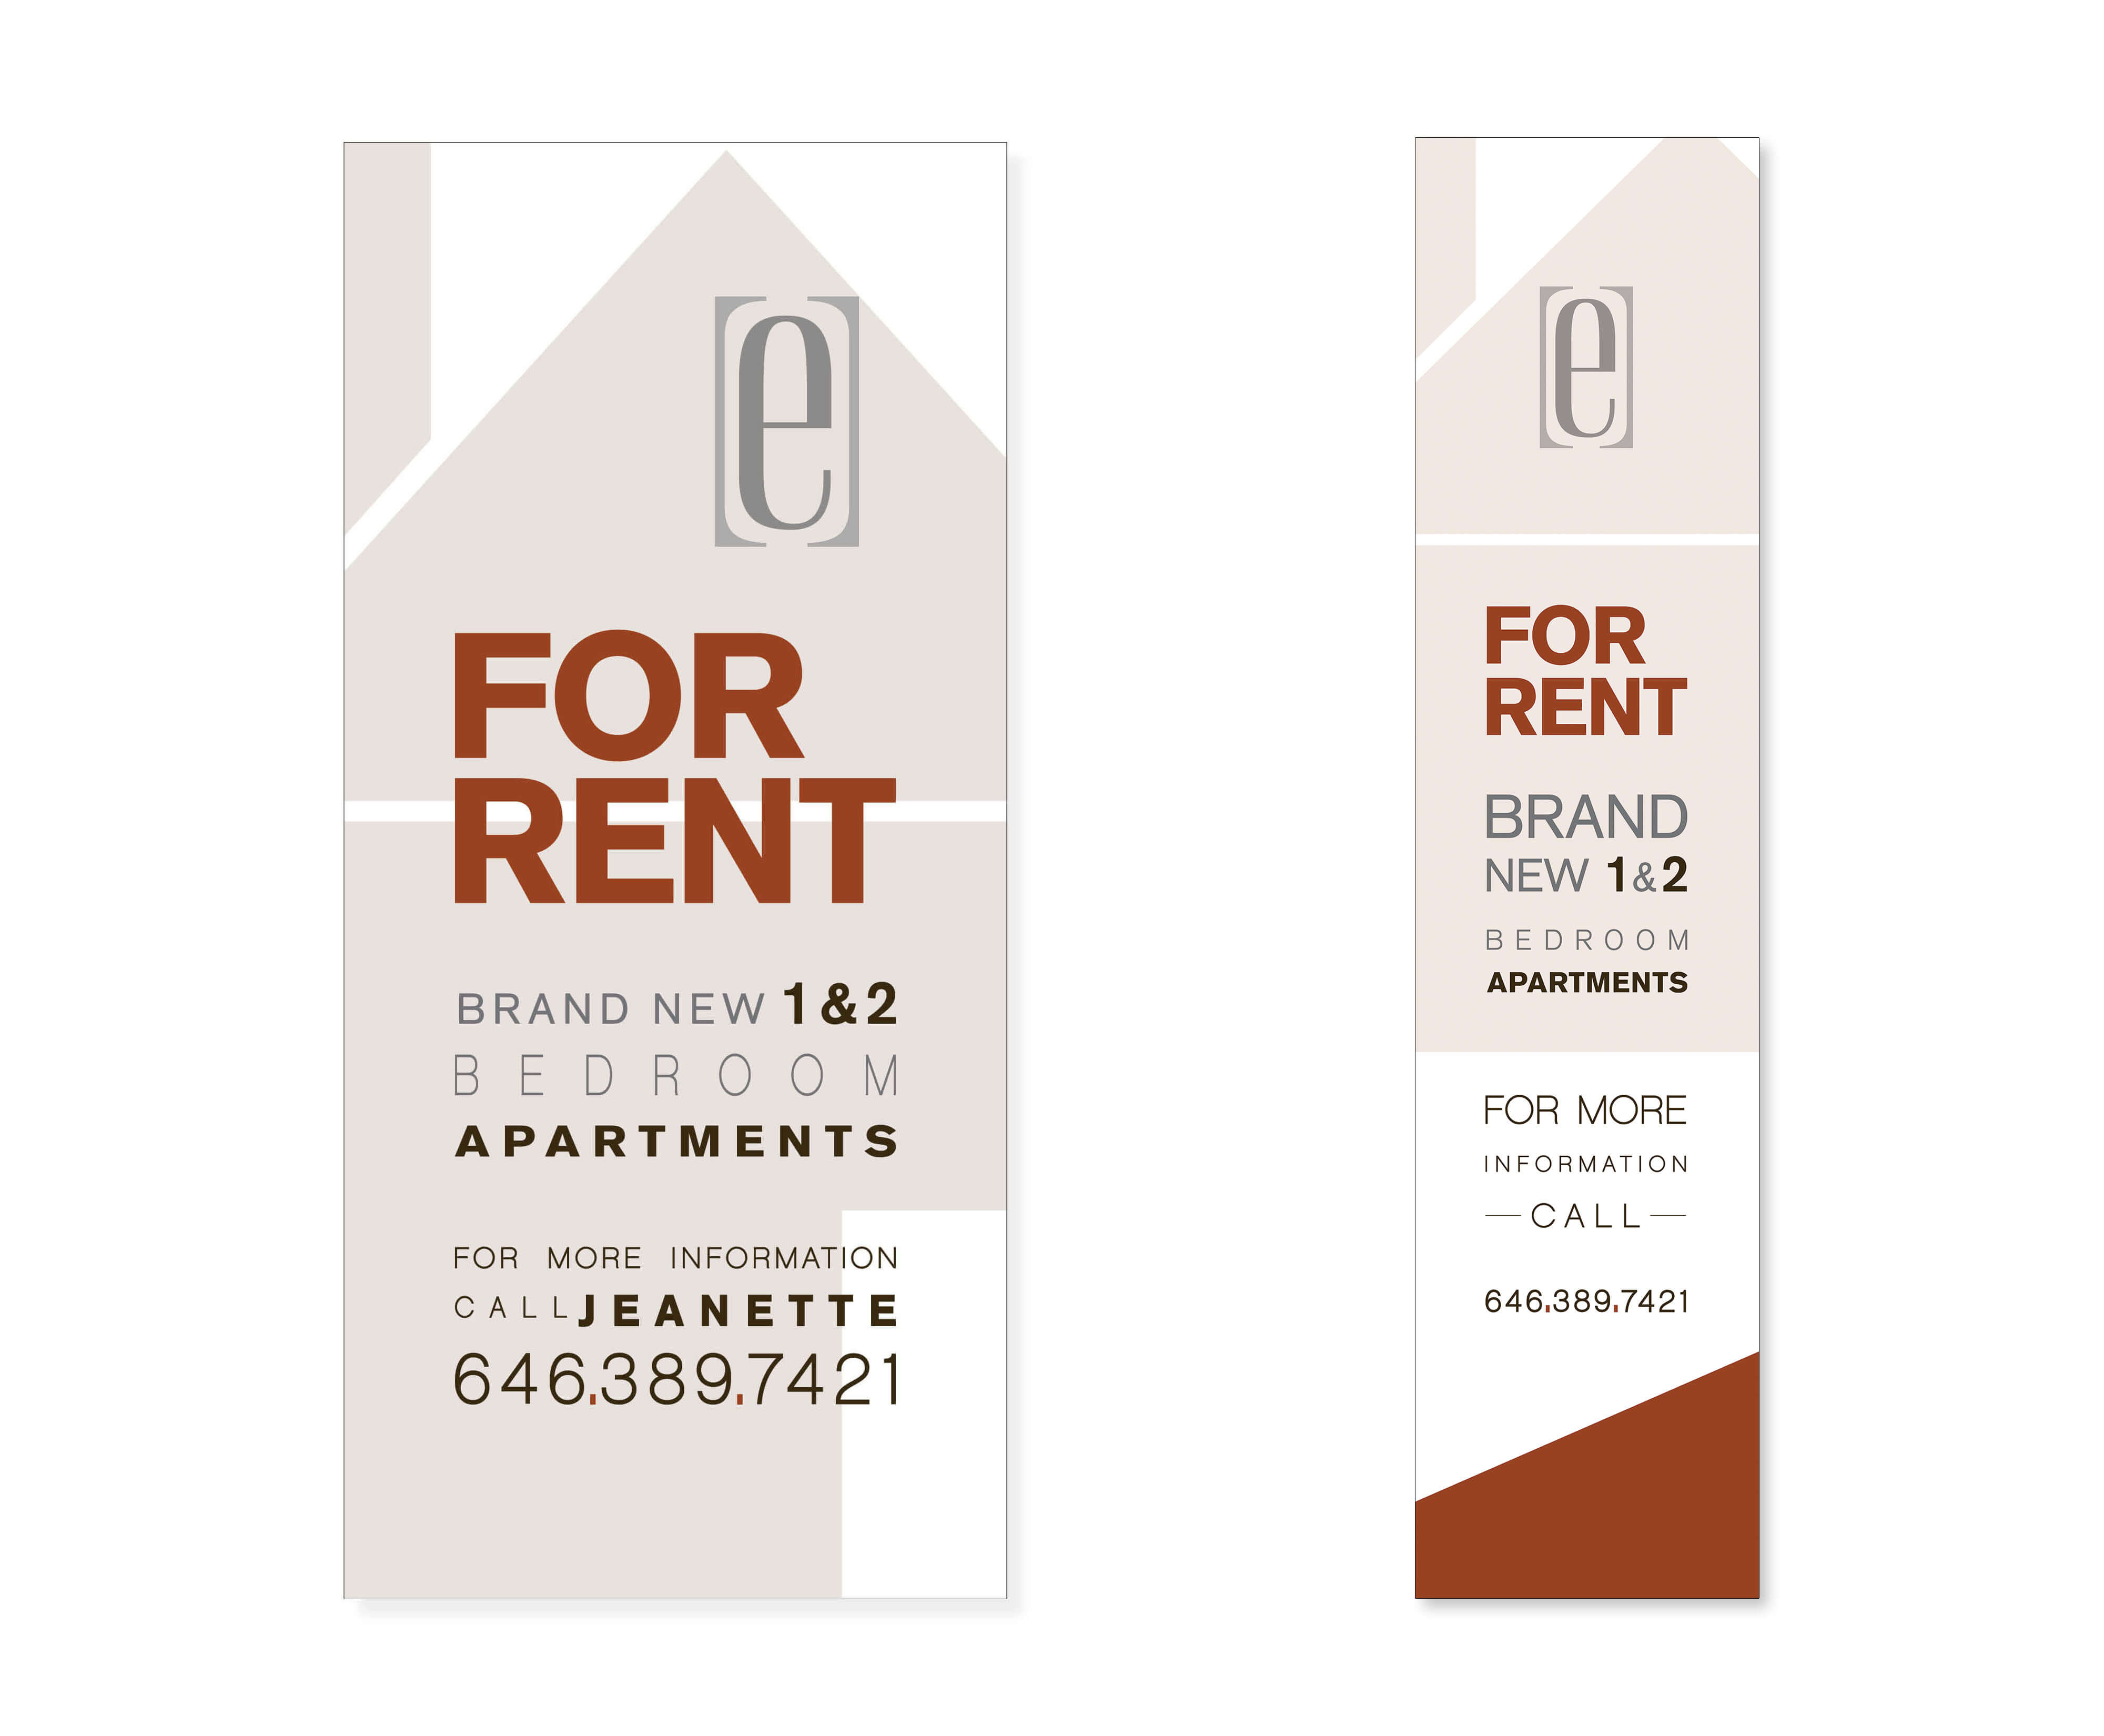 [e]
FOR
RENT
BRAND NEW 1&2
BEDROOM
APARTMENTS
FOR MORE INFORMATION
CALL JEANETTE
646.389.7421
[e]
FOR
RENT
BRAND
NEW 1&2
BEDROOM
APARTMENTS
FOR MORE
INFORMATION
CALL
646.389.7421